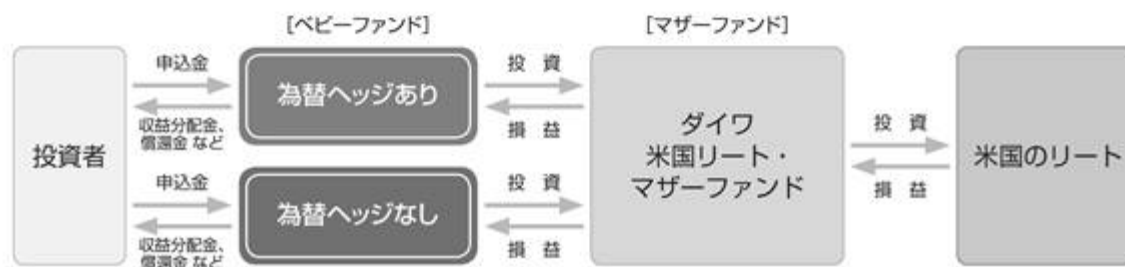 [ベビーファンド]
[マザーファンド]
投資者
申込金
収益分配金、
償還金 など
為替ヘッジあり
投 資
損 益
申込金
収益分配金、
償還金 など
為替ヘッジなし
投 資
損 益
ダイワ
米国リート・
マザーファンド
投 資
損 益
米国のリート